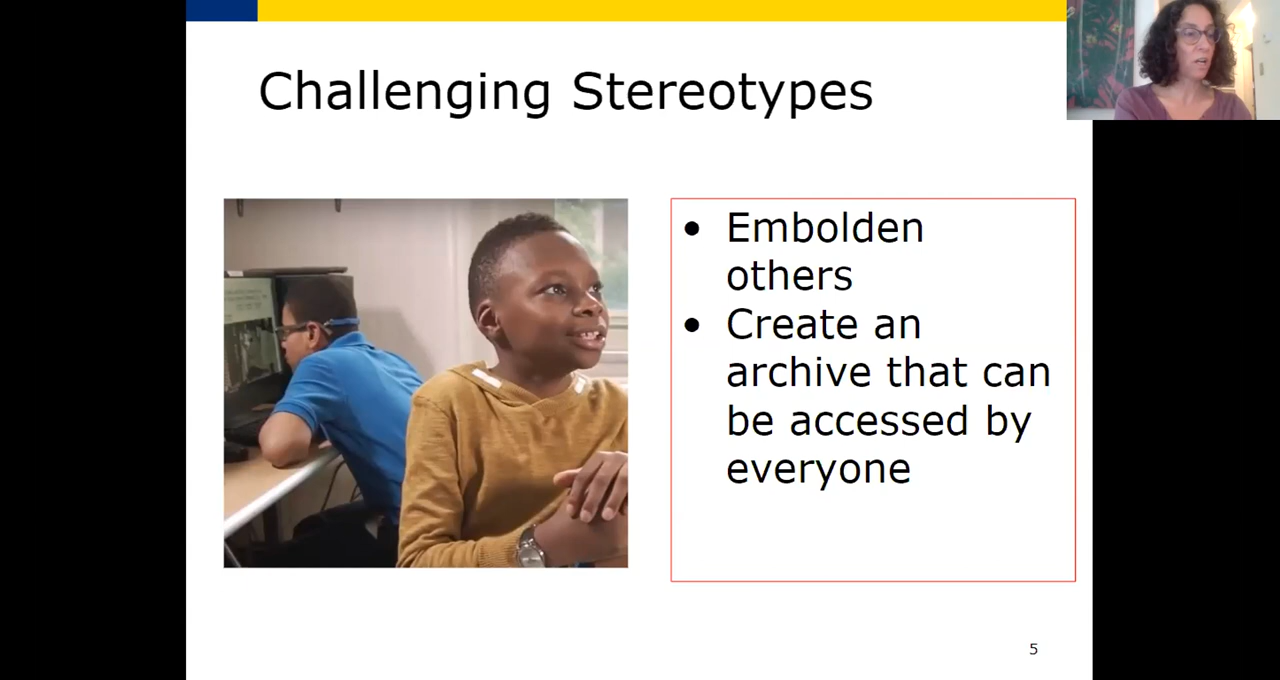 Challenging Stereotypes
• Embolden
others
• Create an
archive that can
be accessed by
everyone
5